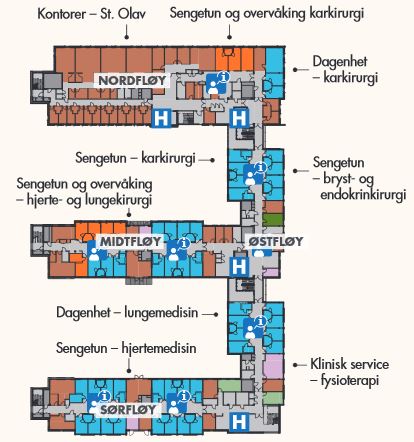 Kontorer – St. Olav
Sengetun og overvåking karkirurgi
Dagenhet
– karkirurgi
NORDFLØY
i
H
H
Sengetun – karkirurgi
Sengetun
– bryst- og
endokrinkirurgi
i
Sengetun og overvåking
– hjerte- og lungekirurgi
MIDTFLØY
ØSTFLØY
i
i
i
H
Dagenhet – lungemedisin
i
Sengetun – hjertemedisin
Klinisk service
– fysioterapi
i
i
SØRFLØY
H